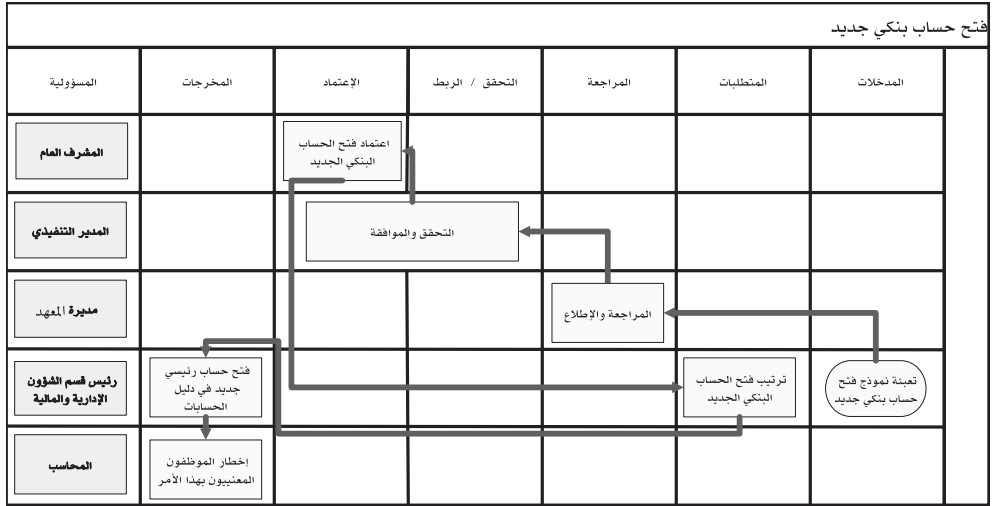 فتح حساب بنكي جديد
المدخلات
المتطلبات
المراجعة
التحقق / الربط
الإعتماد
المخرجات
المسؤولية
اعتماد فتح الحساب
البنكي الجديد
المشرف العام
التحقق والموافقة
المدير التنفيذي
المراجعة والإطلاع
مديرة المعهد
تعبئة نموذج فتح
حساب بنكي جديد
ترتيب فتح الحساب
البنكي الجديد
فتح حساب رئيسي
جديد في دليل
الحسابات
رئيس قسم الشؤون
الإدارية والمالية
إخطار الموظفون
المعنييون بهذا الأمر
المحاسب